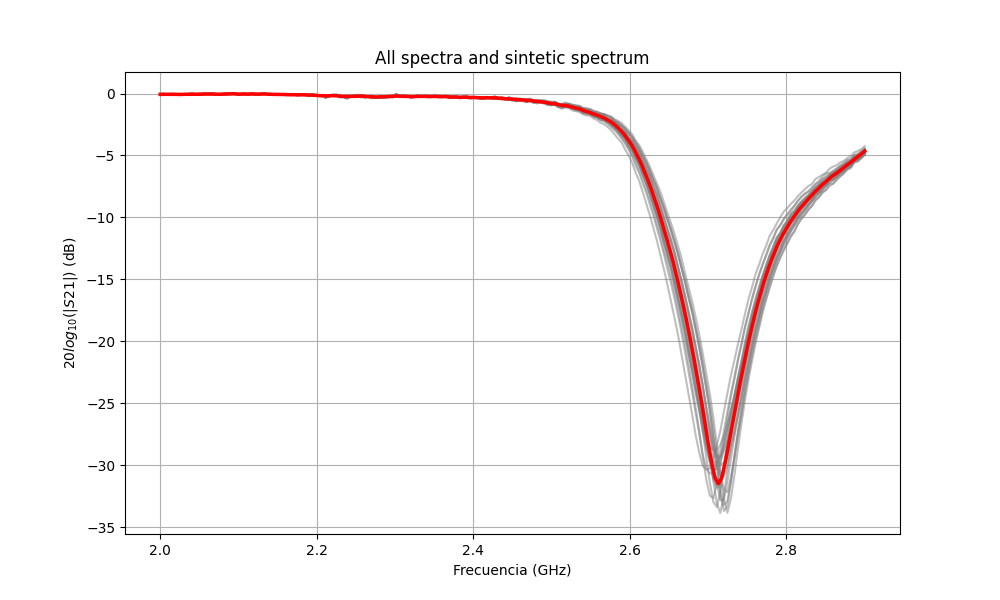 All spectra and sintetic spectrum
0
−5
−10
−15
−20
−25
−30
−35
20log₁₀(|S21|) (dB)
2.0 2.2 2.4 2.6 2.8
Frecuencia (GHz)